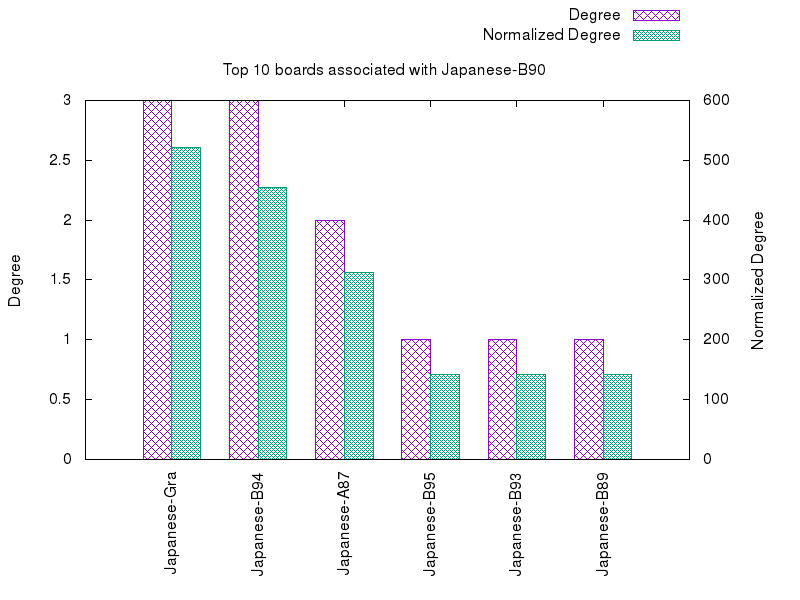 Degree
Normalized Degree
Top 10 boards associated with Japanese-B90
3
2.5
2
1.5
1
0.5
0
600
500
400
300
200
100
0
Degree
Normalized Degree
Japanese-Gra
Japanese-B94
Japanese-A87
Japanese-B95
Japanese-B93
Japanese-B89